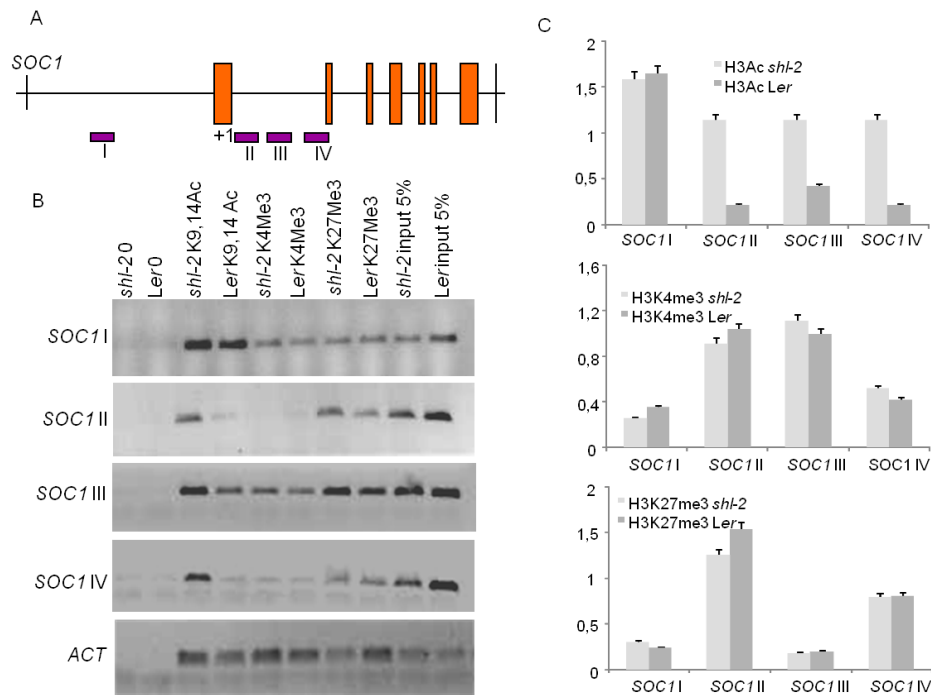 A
SOC1
+1
I
II
III
IV
B
shl-2 0
Ler 0
shl-2 K9,14Ac
Ler K9,14 Ac
shl-2 K4Me3
Ler K4Me3
shl-2 K27Me3
Ler K27Me3
shl-2 input 5%
Ler input 5%
SOC1 I
SOC1 II
SOC1 III
SOC1 IV
ACT
C
2
1,5
1
0,5
0
H3Ac shl-2
H3Ac Ler
SOC1 I
SOC1 II
SOC1 III
SOC1 IV
1,6
1,2
0,8
0,4
0
H3K4me3 shl-2
H3K4me3 Ler
SOC1 I
SOC1 II
SOC1 III
SOC1 IV
2
1,5
1
0,5
0
H3K27me3 shl-2
H3K27me3 Ler
SOC1 I
SOC1 II
SOC1 III
SOC1 IV